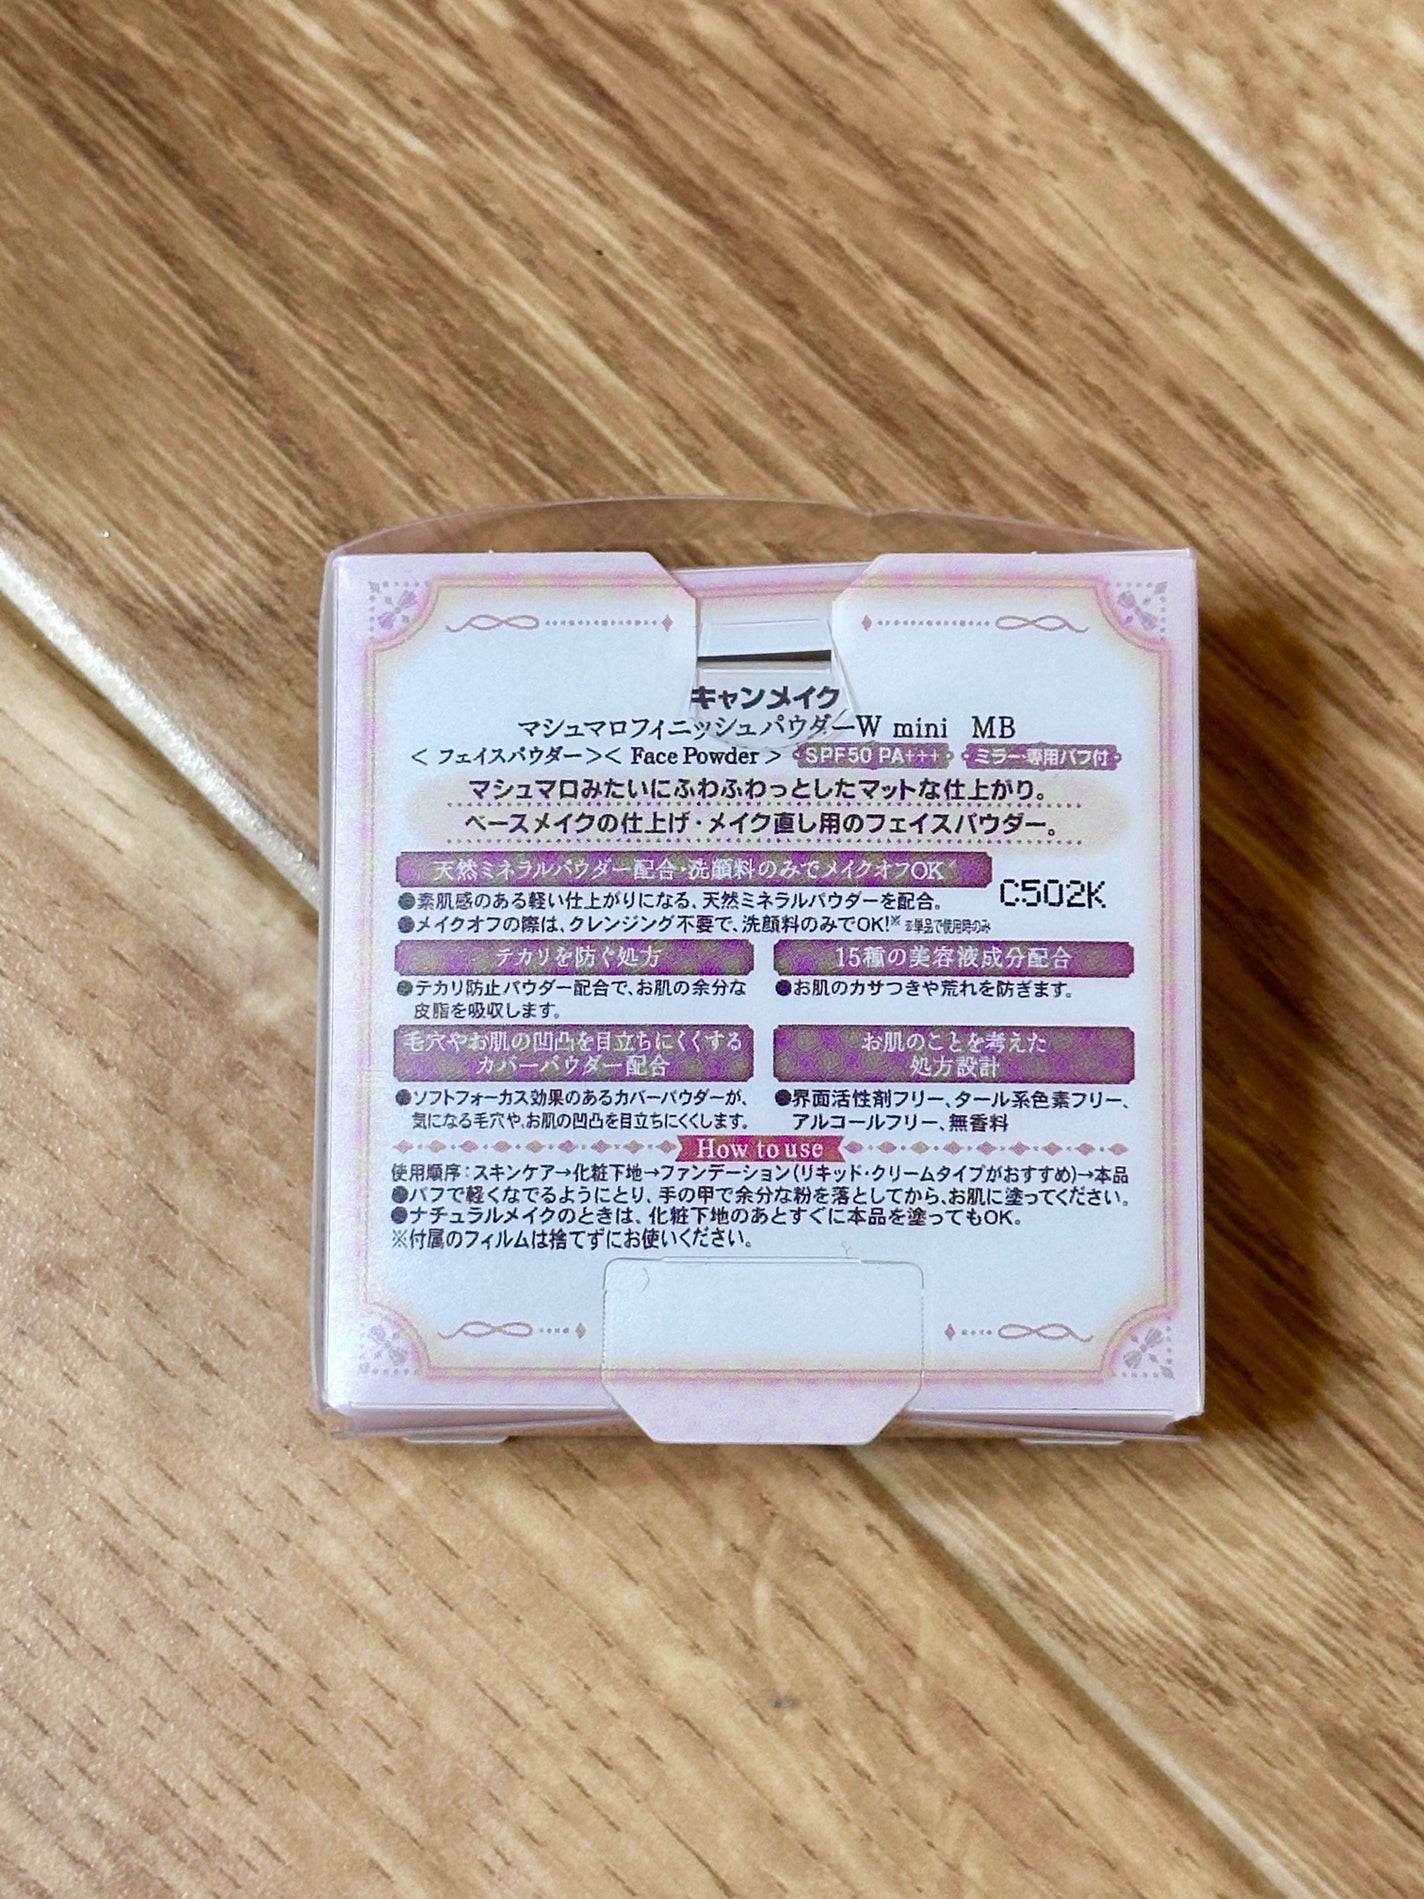 キャンメイク
マシュマロフィニッシュパウダーW mini MB
< フェイスパウダー>< Face Powder > SPF50 PA+++ ミラー・専用パフ付
マシュマロみたいにふわふわっとしたマットな仕上がり。
ベースメイクの仕上げ・メイク直し用のフェイスパウダー。
天然ミネラルパウダー配合・洗顔料のみでメイクオフOK※
●素肌感のある軽い仕上がりになる、天然ミネラルパウダーを配合。
●メイクオフの際は、クレンジング不要で、洗顔料のみでOK!※ ※単品で使用時のみ
C502K
テカリを防ぐ処方
●テカリ防止パウダー配合で、お肌の余分な
皮脂を吸収します。
15種の美容液成分配合
●お肌のカサつきや荒れを防ぎます。
毛穴やお肌の凹凸を目立ちにくくする
カバーパウダー配合
●ソフトフォーカス効果のあるカバーパウダーが、
気になる毛穴や、お肌の凹凸を目立ちにくくします。
お肌のことを考えた
処方設計
●界面活性剤フリー、タール系色素フリー、
アルコールフリー、無香料
How to use
使用順序：スキンケア→化粧下地→ファンデーション(リキッド・クリームタイプがおすすめ)→本品
●パフで軽くなでるようにとり、手の甲で余分な粉を落としてから、お肌に塗ってください。
●ナチュラルメイクのときは、化粧下地のあとすぐに本品を塗ってもOK。
※付属のフィルムは捨てずにお使いください。